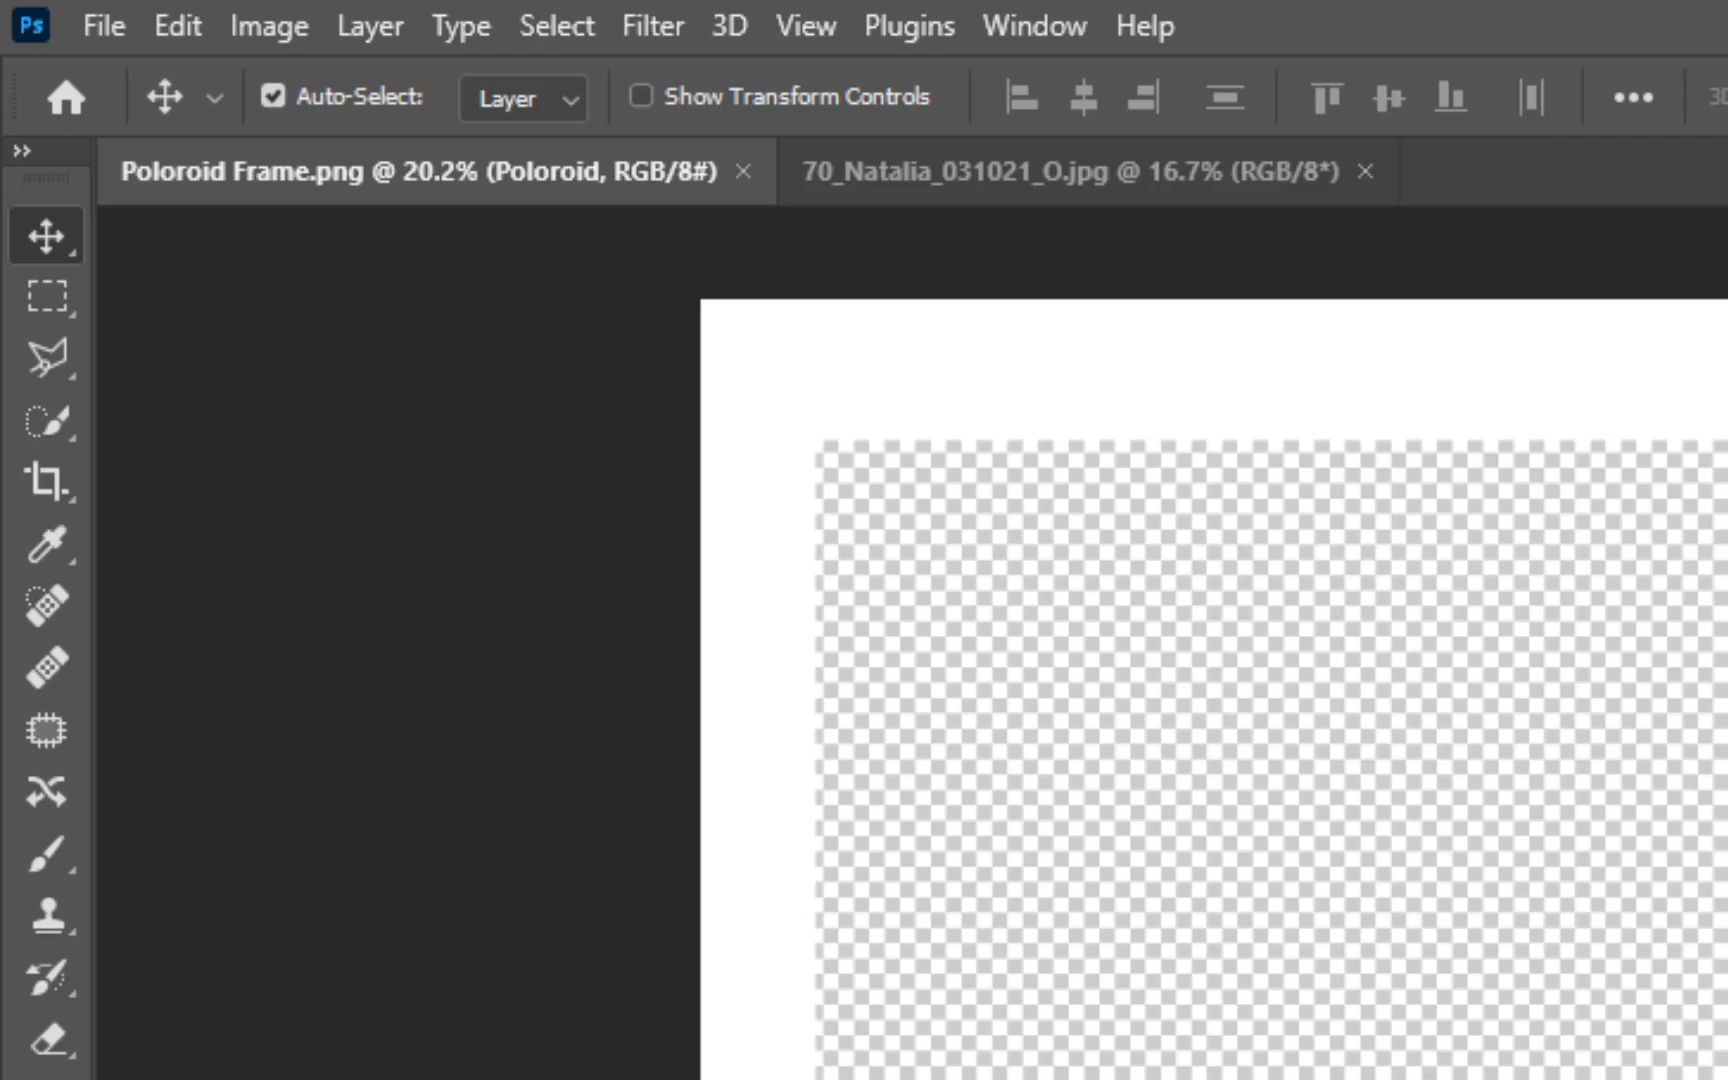 Ps File Edit Image Layer Type Select Filter 3D View Plugins Window Help
Auto-Select: Layer Show Transform Controls
Poloroid Frame.png @ 20.2% (Poloroid, RGB/8#) × 70_Natalia_031021_O.jpg @ 16.7% (RGB/8*) ×